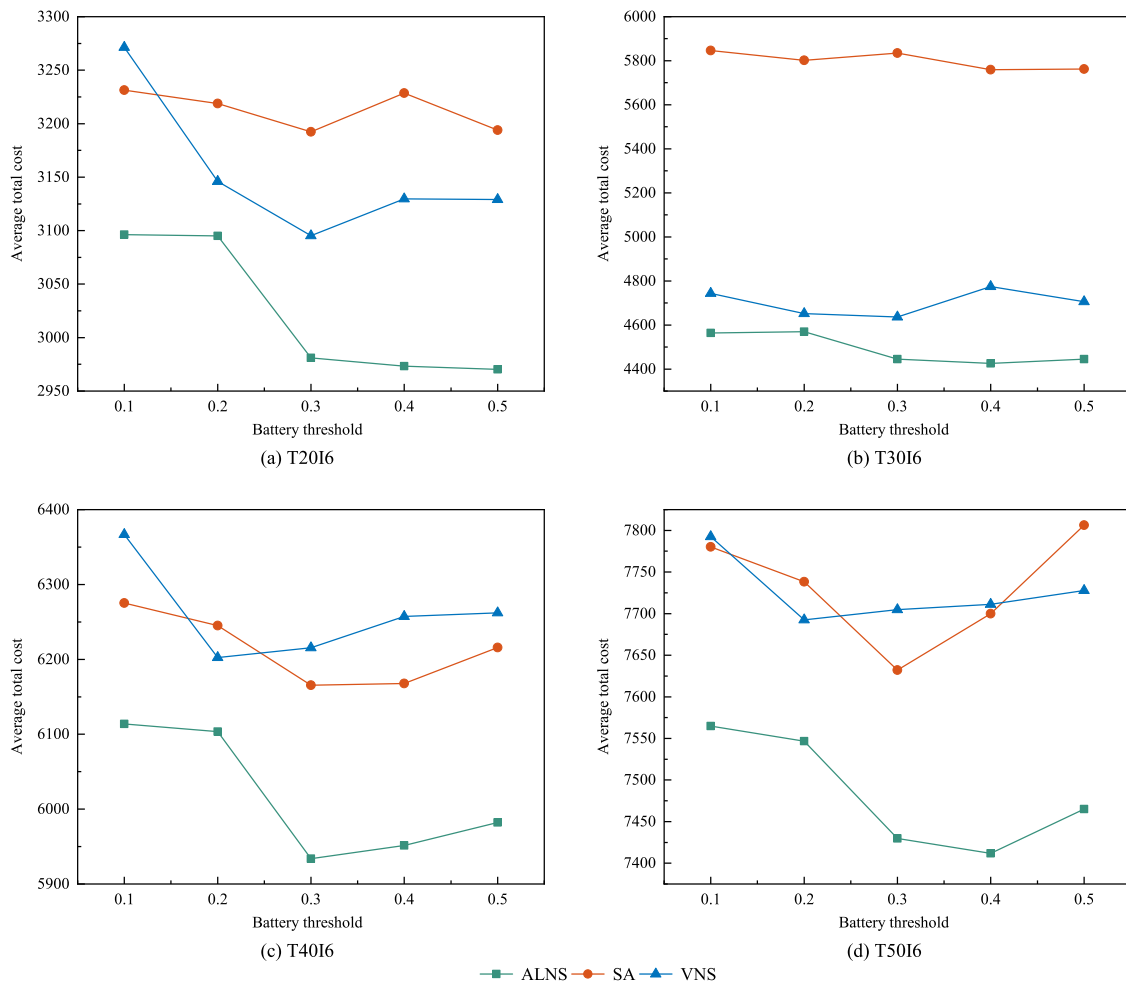 3300
3250
3200
3150
3100
3050
3000
2950
Average total cost
0.1 0.2 0.3 0.4 0.5
Battery threshold
(a) T20I6
6000
5800
5600
5400
5200
5000
4800
4600
4400
Average total cost
0.1 0.2 0.3 0.4 0.5
Battery threshold
(b) T30I6
6400
6300
6200
6100
6000
5900
Average total cost
0.1 0.2 0.3 0.4 0.5
Battery threshold
(c) T40I6
7800
7750
7700
7650
7600
7550
7500
7450
7400
Average total cost
0.1 0.2 0.3 0.4 0.5
Battery threshold
(d) T50I6
ALNS SA VNS